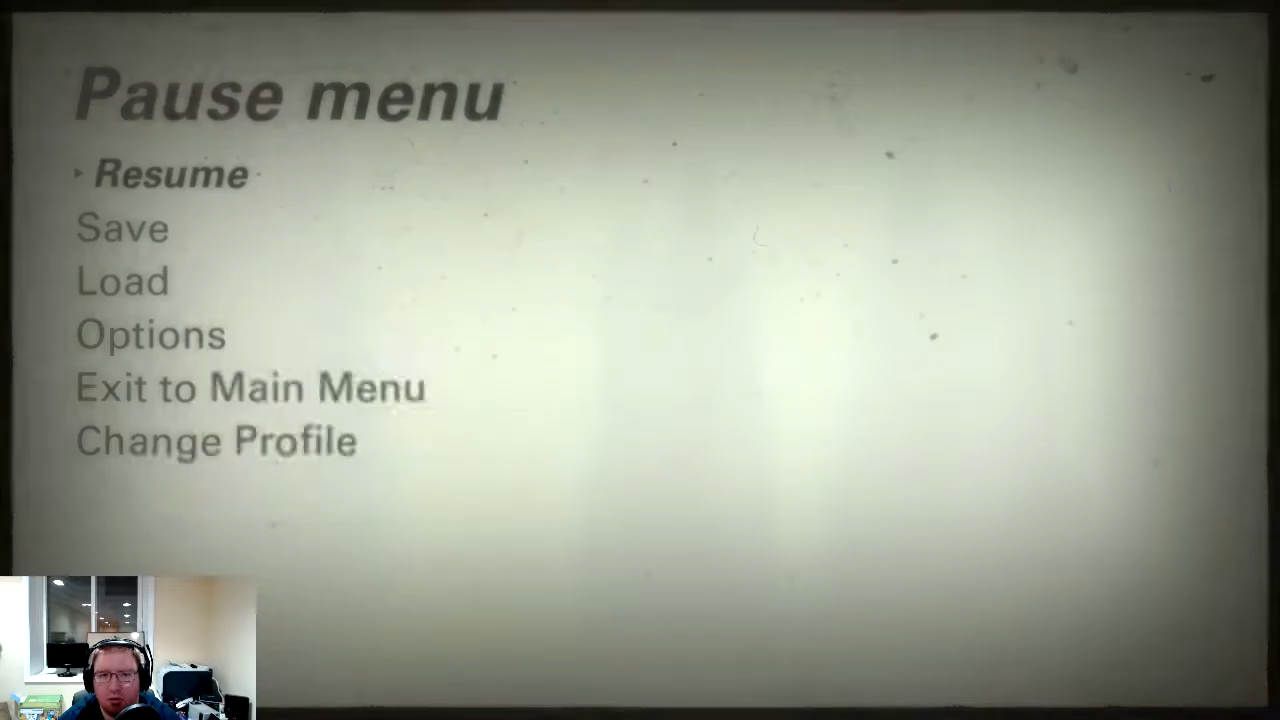 Pause menu
Resume
Save
Load
Options
Exit to Main Menu
Change Profile